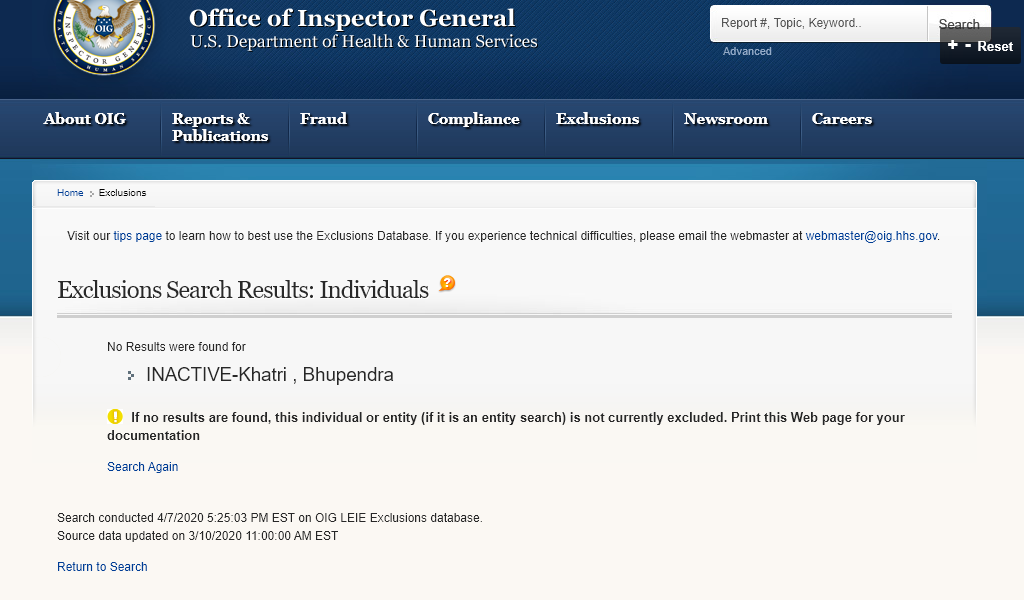 OIG
INSPECTOR GENERAL
Office of Inspector General
U.S. Department of Health & Human Services
Report #, Topic, Keyword..
Search
Advanced
+ - Reset
About OIG
Reports &
Publications
Fraud
Compliance
Exclusions
Newsroom
Careers
Home
Exclusions
Visit our tips page to learn how to best use the Exclusions Database. If you experience technical difficulties, please email the webmaster at webmaster@oig.hhs.gov.
Exclusions Search Results: Individuals
?
No Results were found for
INACTIVE-Khatri , Bhupendra
! If no results are found, this individual or entity (if it is an entity search) is not currently excluded. Print this Web page for your
documentation
Search Again
Search conducted 4/7/2020 5:25:03 PM EST on OIG LEIE Exclusions database.
Source data updated on 3/10/2020 11:00:00 AM EST
Return to Search